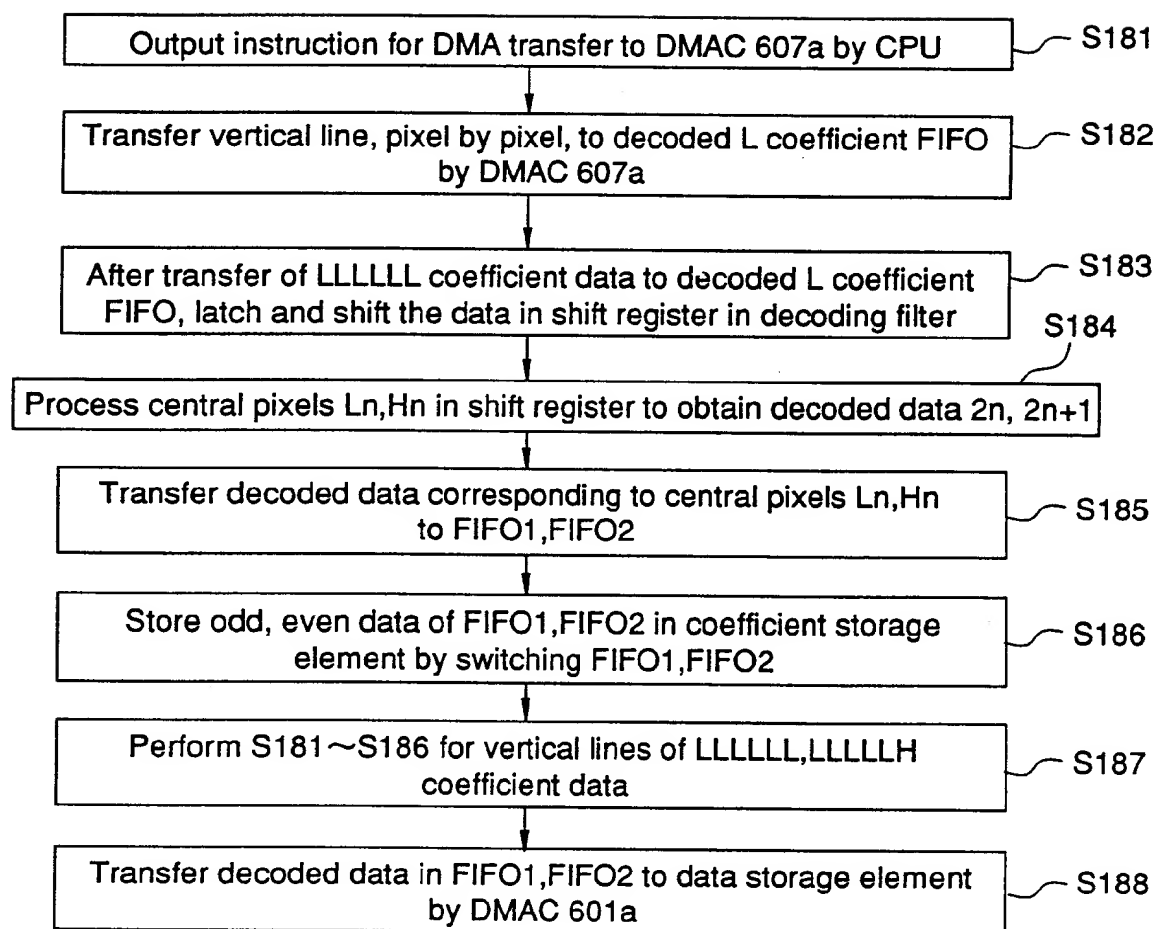 Output instruction for DMA transfer to DMAC 607a by CPU
S181
Transfer vertical line, pixel by pixel, to decoded L coefficient FIFO
by DMAC 607a
S182
After transfer of LLLLLL coefficient data to decoded L coefficient
FIFO, latch and shift the data in shift register in decoding filter
S183
S184
Process central pixels Ln,Hn in shift register to obtain decoded data 2n, 2n+1
Transfer decoded data corresponding to central pixels Ln,Hn
to FIFO1,FIFO2
S185
Store odd, even data of FIFO1,FIFO2 in coefficient storage
element by switching FIFO1,FIFO2
S186
Perform S181~S186 for vertical lines of LLLLLL,LLLLLH
coefficient data
S187
Transfer decoded data in FIFO1,FIFO2 to data storage element
by DMAC 601a
S188